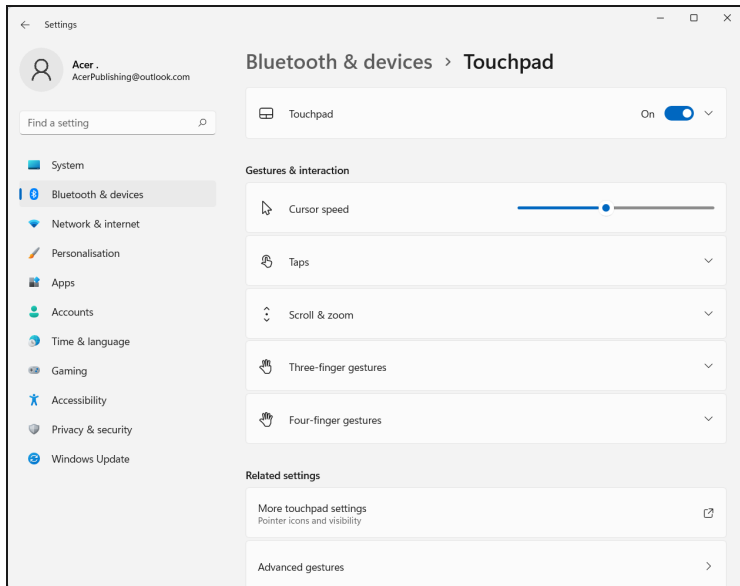 Settings
Acer .
AcerPublishing@outlook.com
Find a setting
System
Bluetooth & devices
Network & internet
Personalisation
Apps
Accounts
Time & language
Gaming
Accessibility
Privacy & security
Windows Update
Bluetooth & devices > Touchpad
Touchpad On
Gestures & interaction
Cursor speed
Taps
Scroll & zoom
Three-finger gestures
Four-finger gestures
Related settings
More touchpad settings
Pointer icons and visibility
Advanced gestures